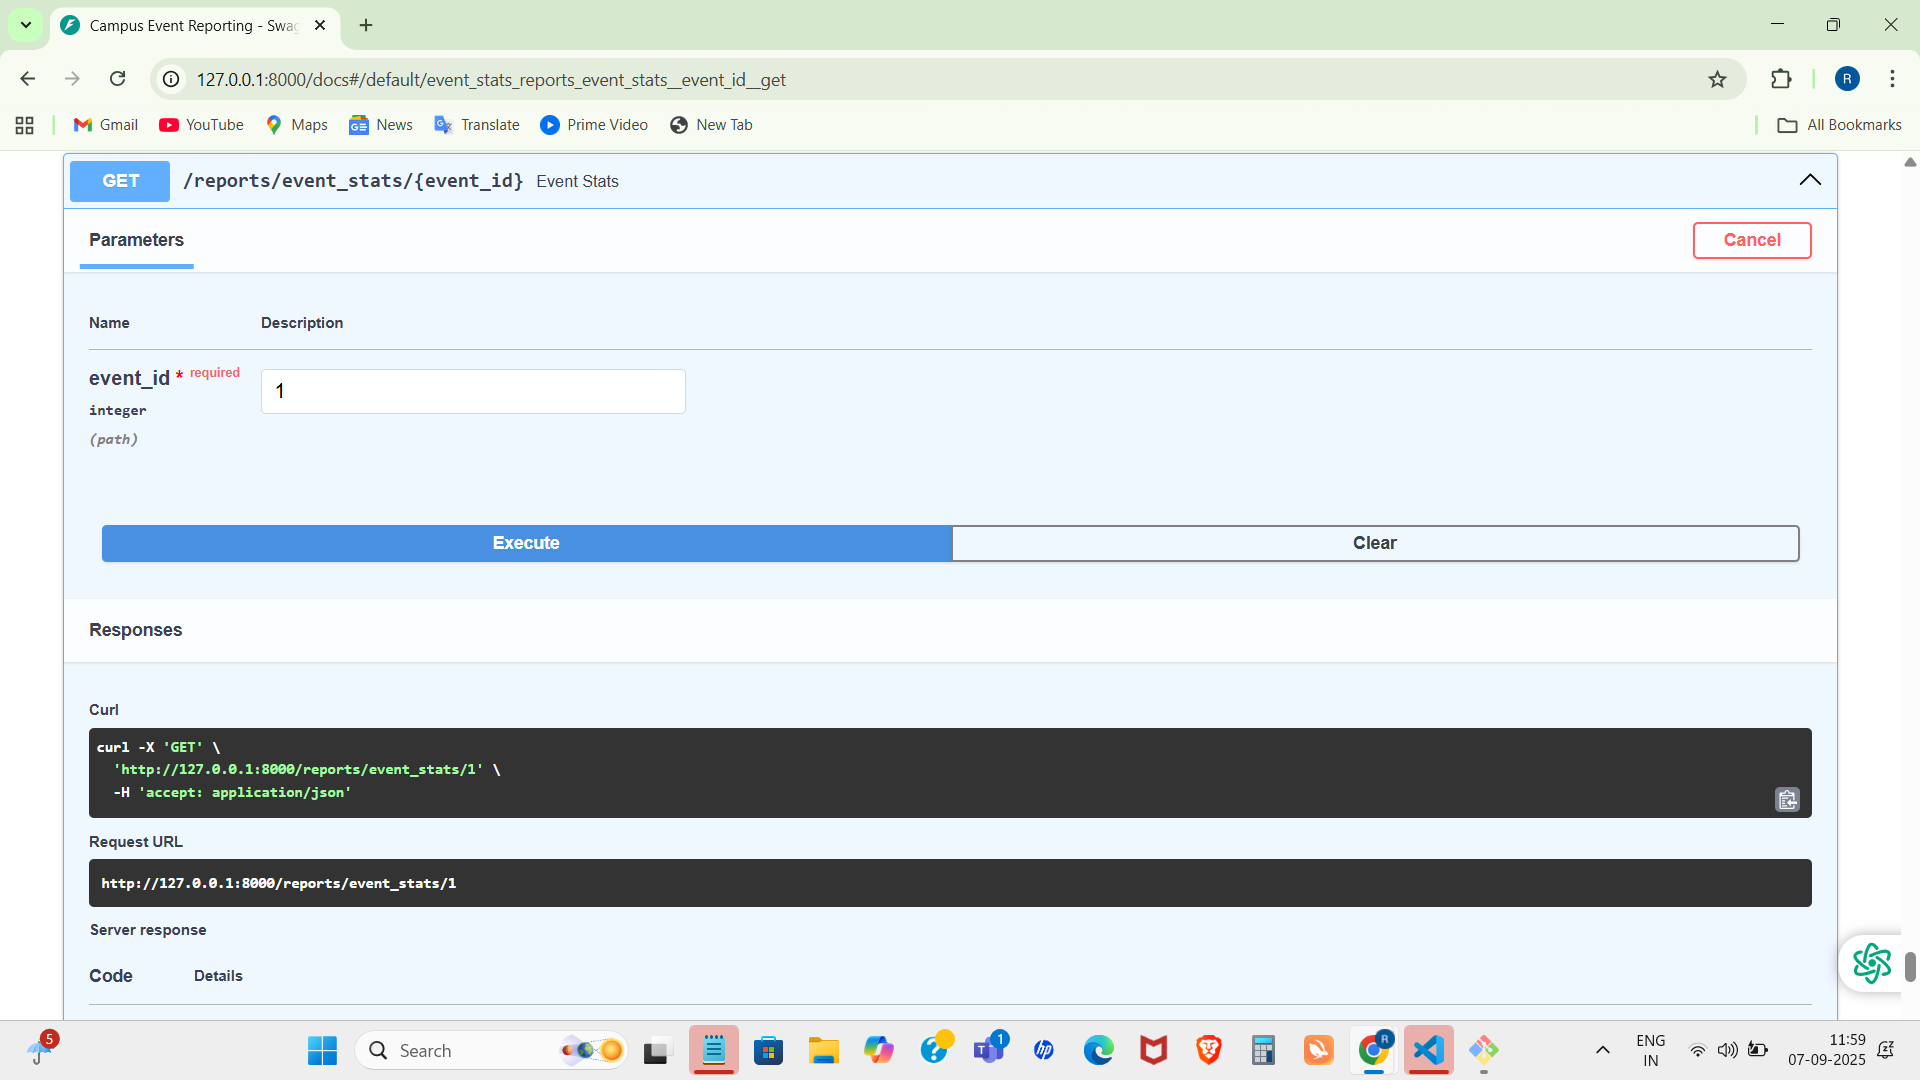 Campus Event Reporting - Swag
127.0.0.1:8000/docs#/default/event_stats_reports_event_stats__event_id__get
R
Gmail
YouTube
Maps
News
Translate
Prime Video
New Tab
All Bookmarks
GET /reports/event_stats/{event_id} Event Stats
Parameters
Cancel
Name Description
event_id * required
integer
(path)
1
Execute
Clear
Responses
Curl
curl -X 'GET' \
'http://127.0.0.1:8000/reports/event_stats/1' \
-H 'accept: application/json'
Request URL
http://127.0.0.1:8000/reports/event_stats/1
Server response
Code Details
5
Search
1
hp
R
ENG
IN
11:59
07-09-2025